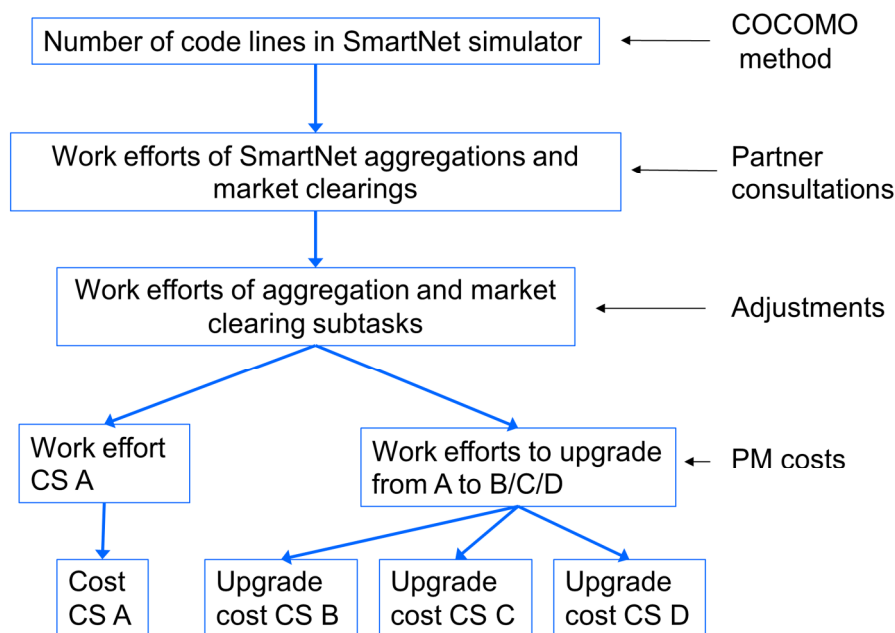 Number of code lines in SmartNet simulator
COCOMO
method
Work efforts of SmartNet aggregations and
market clearings
Partner
consultations
Work efforts of aggregation and market
clearing subtasks
Adjustments
Work effort
CS A
Work efforts to upgrade
from A to B/C/D
PM costs
Cost
CS A
Upgrade
cost CS B
Upgrade
cost CS C
Upgrade
cost CS D